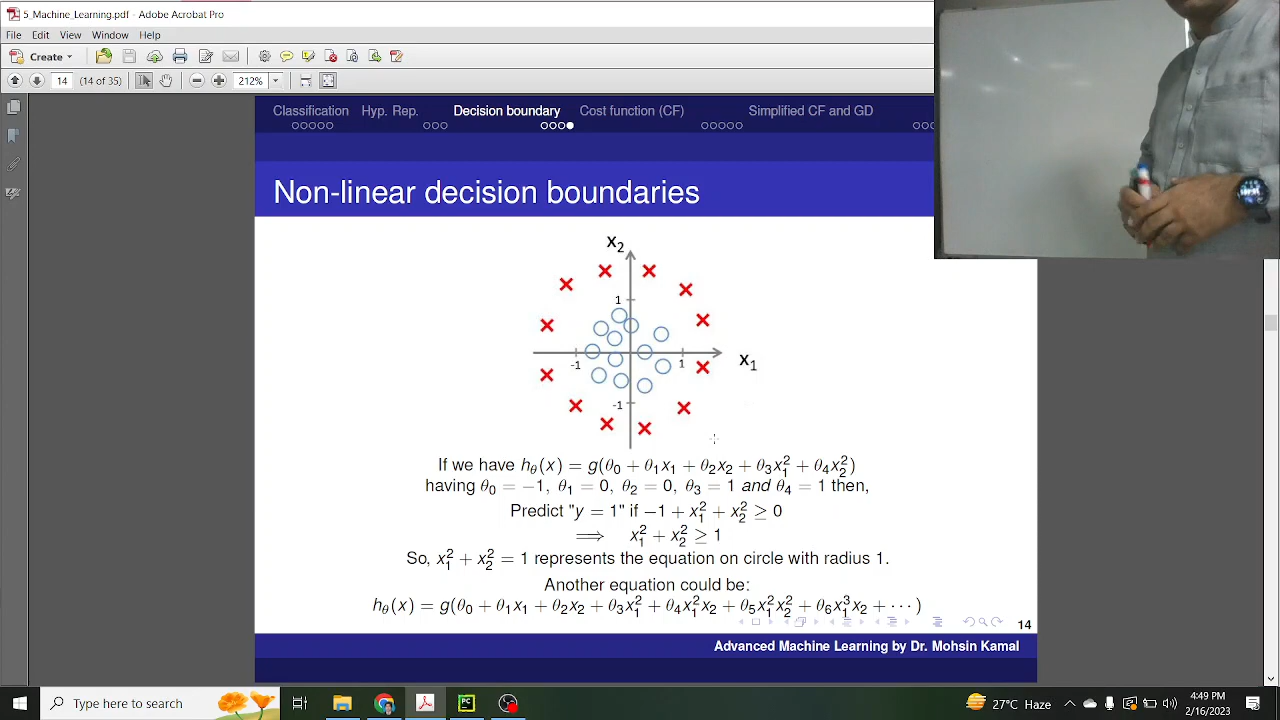 5_Machine_Learning.pdf - Adobe Acrobat Pro
File Edit View Window Help
Create
14 (14 of 35) 212%
Classification Hyp. Rep. Decision boundary Cost function (CF) Simplified CF and GD
Non-linear decision boundaries
x₂
1
-1 1 x₁
-1
If we have hθ(x) = g(θ₀ + θ₁x₁ + θ₂x₂ + θ₃x₁² + θ₄x₂²)
having θ₀ = −1, θ₁ = 0, θ₂ = 0, θ₃ = 1 and θ₄ = 1 then,
Predict "y = 1" if −1 + x₁² + x₂² ≥ 0
⟹ x₁² + x₂² ≥ 1
So, x₁² + x₂² = 1 represents the equation on circle with radius 1.
Another equation could be:
hθ(x) = g(θ₀ + θ₁x₁ + θ₂x₂ + θ₃x₁² + θ₄x₁²x₂ + θ₅x₁²x₂² + θ₆x₁³x₂ + ⋯)
14
Advanced Machine Learning by Dr. Mohsin Kamal
Type here to search
PC
27°C Haze
4:49 PM
2/16/2023